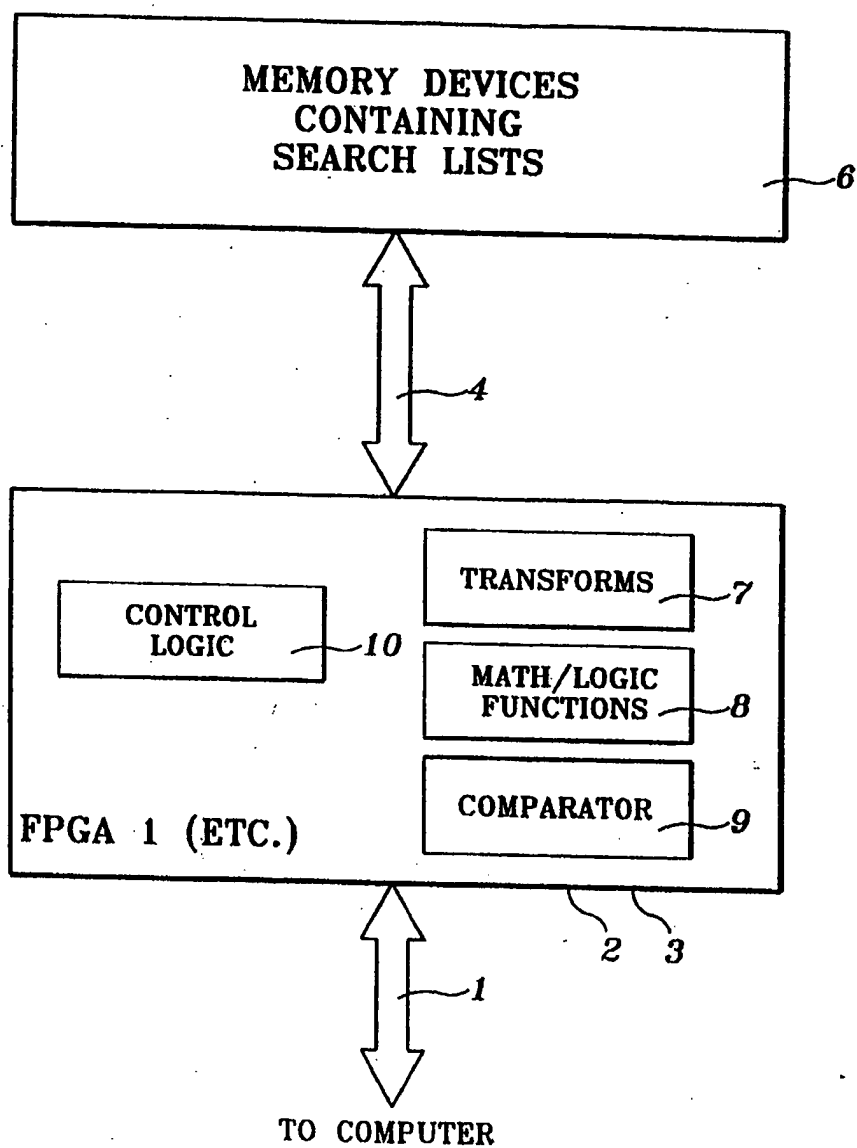 MEMORY DEVICES
CONTAINING
SEARCH LISTS
6
4
TRANSFORMS
7
CONTROL
LOGIC
10
MATH/LOGIC
FUNCTIONS
8
COMPARATOR
9
FPGA 1 (ETC.)
2
3
1
TO COMPUTER